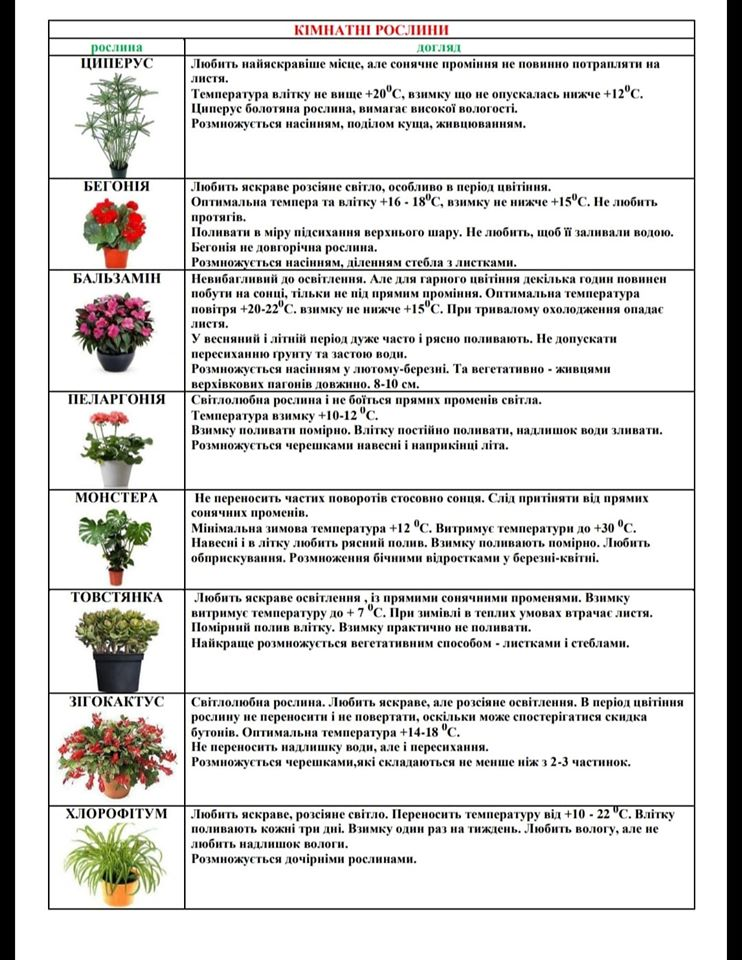 КІМНАТНІ РОСЛИНИ
рослина
догляд
ЦИПЕРУС
Любить найяскравіше місце, але сонячне проміння не повинно потрапляти на
листя.
Температура влітку не вище +20⁰С, взимку що не опускалась нижче +12⁰С.
Циперус болотяна рослина, вимагає високої вологості.
Розмножується насінням, поділом куща, живцюванням.
БЕГОНІЯ
Любить яскраве розсіяне світло, особливо в період цвітіння.
Оптимальна темпера та влітку +16 - 18⁰С, взимку не нижче +15⁰С. Не любить
протягів.
Поливати в міру підсихання верхнього шару. Не любить, щоб її заливали водою.
Бегонія не довгорічна рослина.
Розмножується насінням, діленням стебла з листками.
БАЛЬЗАМІН
Невибагливий до освітлення. Але для гарного цвітіння декілька годин повинен
побути на сонці, тільки не під прямим проміння. Оптимальна температура
повітря +20-22⁰С. взимку не нижче +15⁰С. При тривалому охолодження опадає
листя.
У весняний і літній період дуже часто і рясно поливають. Не допускати
пересиханню ґрунту та застою води.
Розмножується насінням у лютому-березні. Та вегетативно - живцями
верхівкових пагонів довжино. 8-10 см.
ПЕЛАРГОНІЯ
Світлолюбна рослина і не боїться прямих променів світла.
Температура взимку +10-12 ⁰С.
Взимку поливати помірно. Влітку постійно поливати, надлишок води зливати.
Розмножується черешками навесні і наприкінці літа.
МОНСТЕРА
Не переносить частих поворотів стосовно сонця. Слід притіняти від прямих
сонячних променів.
Мінімальна зимова температура +12 ⁰С. Витримує температури до +30 ⁰С.
Навесні і в літку любить рясний полив. Взимку поливають помірно. Любить
обприскування. Розмноження бічними відростками у березні-квітні.
ТОВСТЯНКА
Любить яскраве освітлення , із прямими сонячними променями. Взимку
витримує температуру до + 7 ⁰С. При зимівлі в теплих умовах втрачає листя.
Помірний полив влітку. Взимку практично не поливати.
Найкраще розмножується вегетативним способом - листками і стеблами.
ЗІГОКАКТУС
Світлолюбна рослина. Любить яскраве, але розсіяне освітлення. В період цвітіння
рослину не переносити і не повертати, оскільки може спостерігатися скидка
бутонів. Оптимальна температура +14-18 ⁰С.
Не переносить надлишку води, але і пересихання.
Розмножується черешками,які складаються не менше ніж з 2-3 частинок.
ХЛОРОФІТУМ
Любить яскраве, розсіяне світло. Переносить температуру від +10 - 22 ⁰С. Влітку
поливають кожні три дні. Взимку один раз на тиждень. Любить вологу, але не
любить надлишок вологи.
Розмножується дочірніми рослинами.